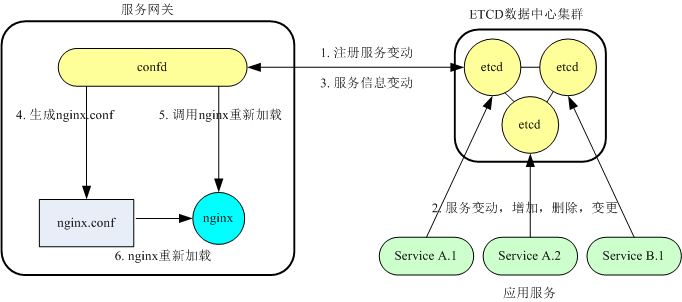 服务网关
ETCD数据中心集群
confd
1. 注册服务变动
3. 服务信息变动
etcd
etcd
etcd
4. 生成nginx.conf
5. 调用nginx重新加载
nginx.conf
nginx
6. nginx重新加载
2. 服务变动，增加，删除，变更
Service A.1
Service A.2
Service B.1
应用服务